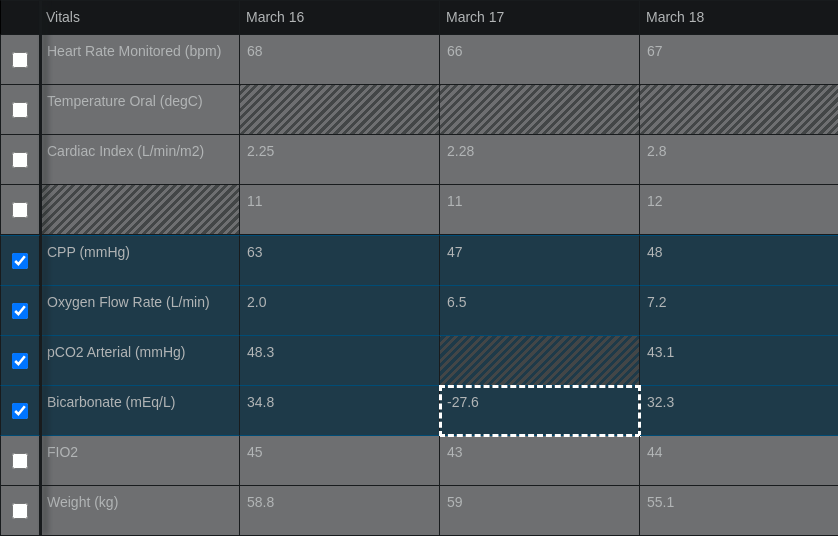 Vitals March 16 March 17 March 18
Heart Rate Monitored (bpm) 68 66 67
Temperature Oral (degC)
Cardiac Index (L/min/m2) 2.25 2.28 2.8
11 11 12
CPP (mmHg) 63 47 48
Oxygen Flow Rate (L/min) 2.0 6.5 7.2
pCO2 Arterial (mmHg) 48.3 43.1
Bicarbonate (mEq/L) 34.8 -27.6 32.3
FIO2 45 43 44
Weight (kg) 58.8 59 55.1